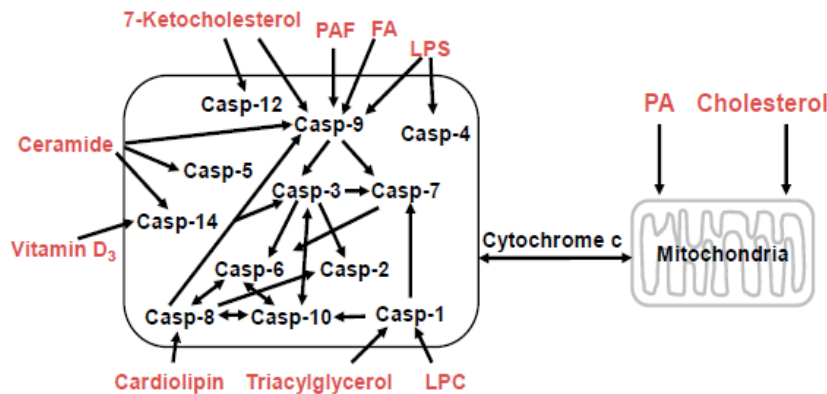 7-Ketocholesterol
PAF
FA
LPS
PA
Cholesterol
Casp-12
Casp-9
Casp-4
Ceramide
Casp-5
Casp-3
Casp-7
Casp-14
Vitamin D₃
Cytochrome c
Mitochondria
Casp-6
Casp-2
Casp-8
Casp-10
Casp-1
Cardiolipin
Triacylglycerol
LPC